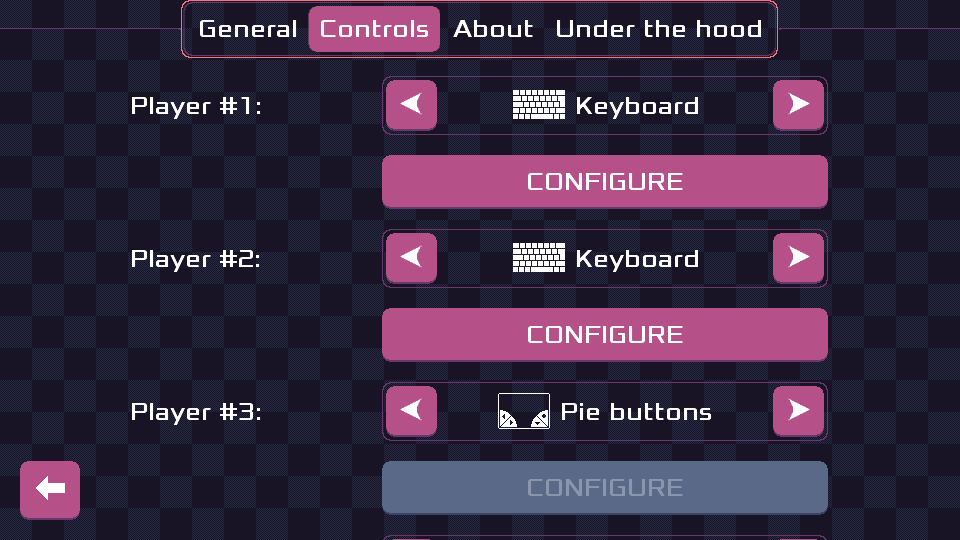 General Controls About Under the hood
Player #1: Keyboard
CONFIGURE
Player #2: Keyboard
CONFIGURE
Player #3: Pie buttons
CONFIGURE